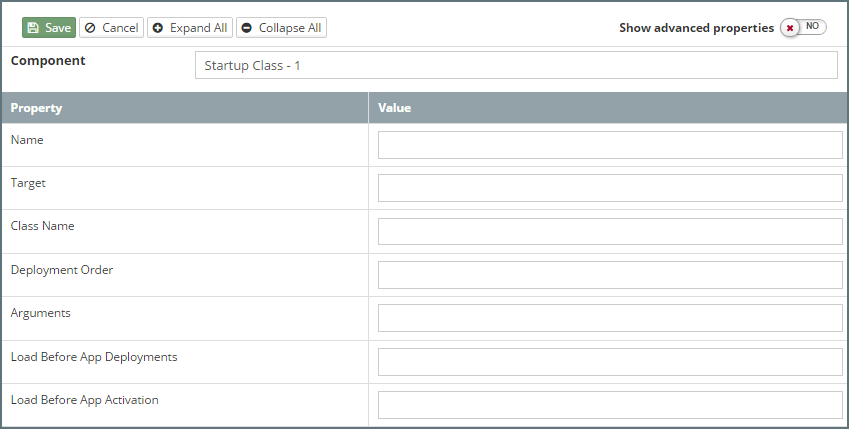 Save Cancel Expand All Collapse All Show advanced properties NO
Component Startup Class - 1
Property Value
Name
Target
Class Name
Deployment Order
Arguments
Load Before App Deployments
Load Before App Activation